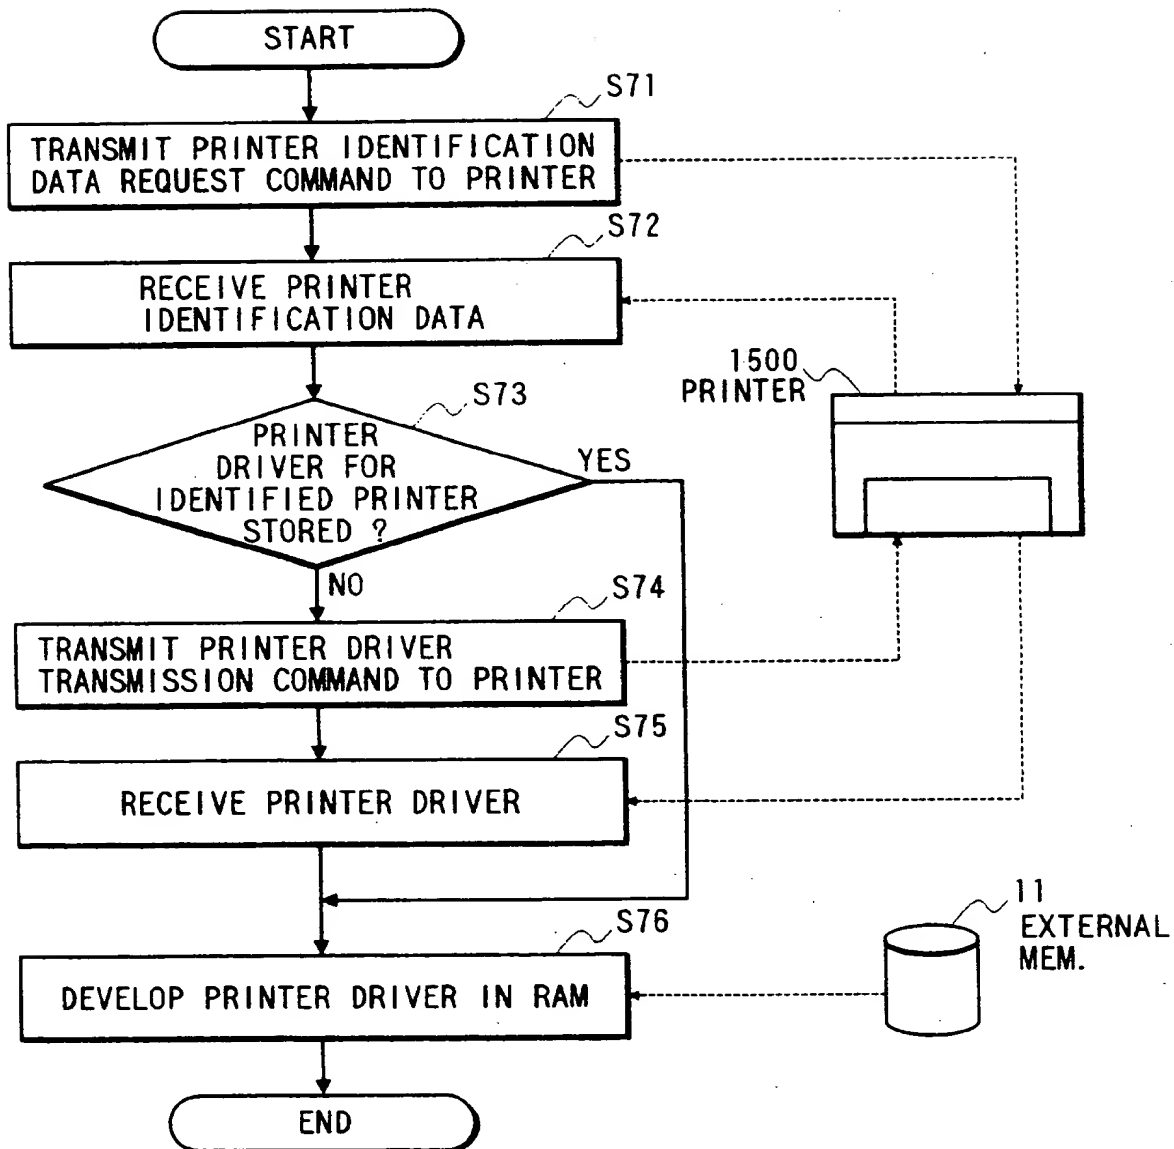 START
S71
TRANSMIT PRINTER IDENTIFICATION
DATA REQUEST COMMAND TO PRINTER
S72
RECEIVE PRINTER
IDENTIFICATION DATA
1500
PRINTER
S73
PRINTER
DRIVER FOR
IDENTIFIED PRINTER
STORED ?
YES
NO
S74
TRANSMIT PRINTER DRIVER
TRANSMISSION COMMAND TO PRINTER
S75
RECEIVE PRINTER DRIVER
11
EXTERNAL
MEM.
S76
DEVELOP PRINTER DRIVER IN RAM
END